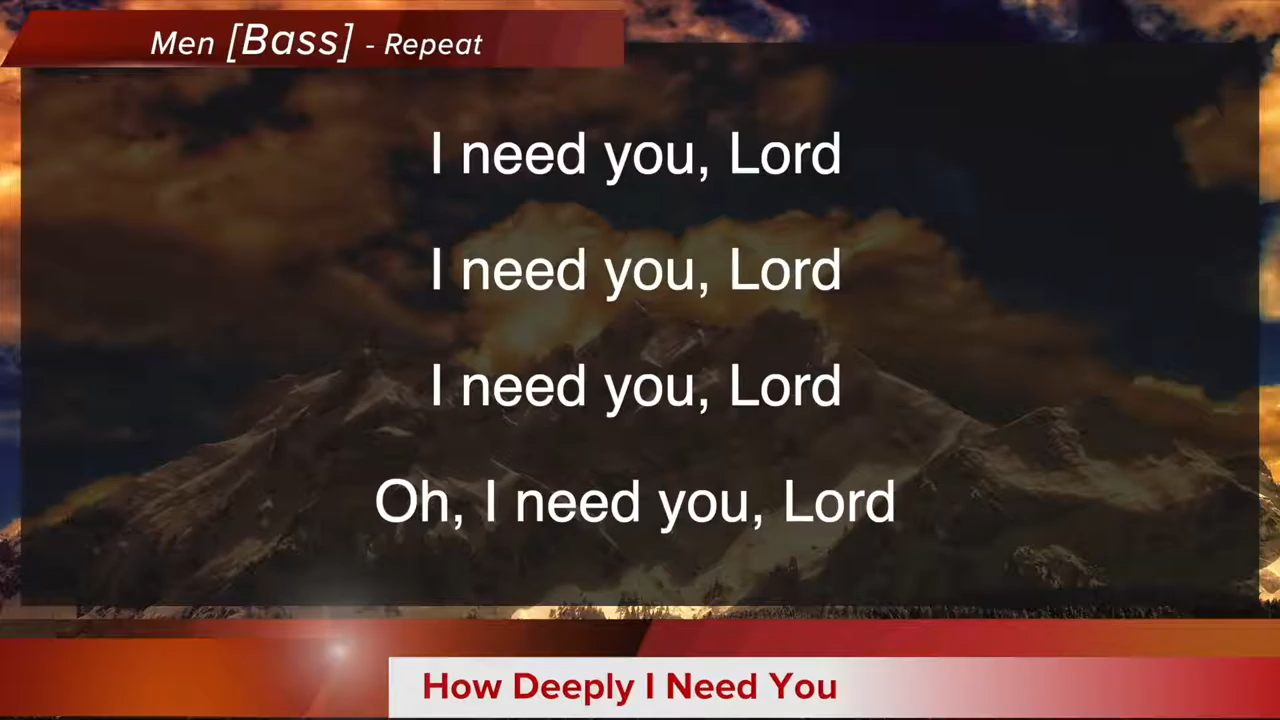 Men [Bass] - Repeat
I need you, Lord
I need you, Lord
I need you, Lord
Oh, I need you, Lord
How Deeply I Need You